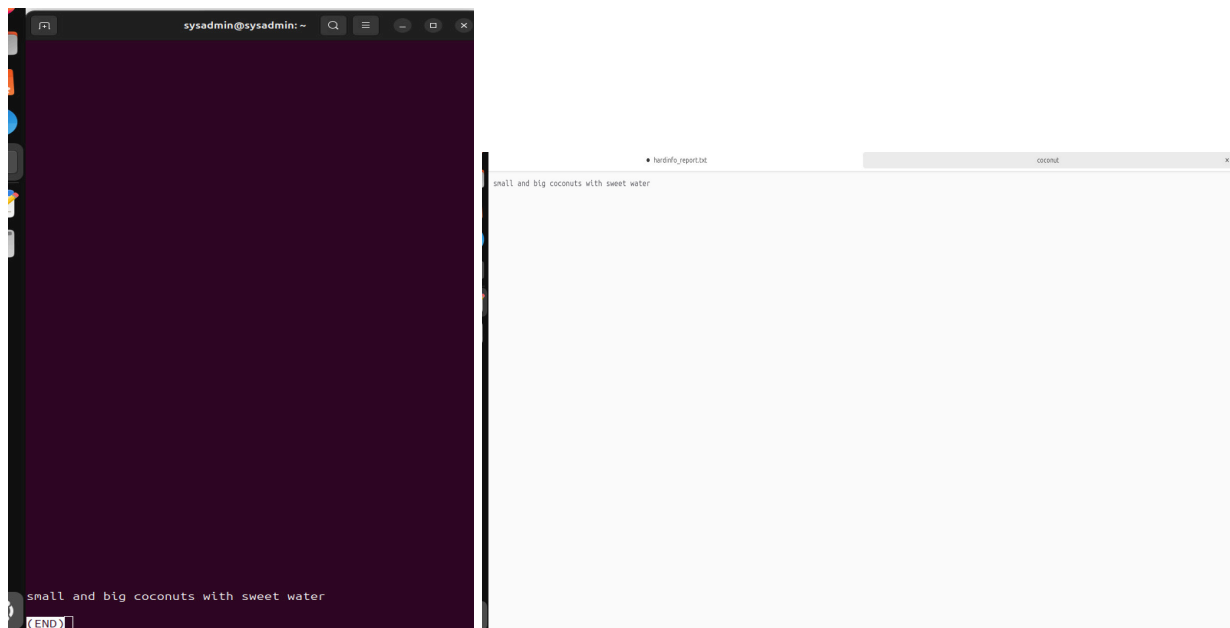 sysadmin@sysadmin: ~
small and big coconuts with sweet water
(END)
hardinfo_report.txt
coconut
small and big coconuts with sweet water